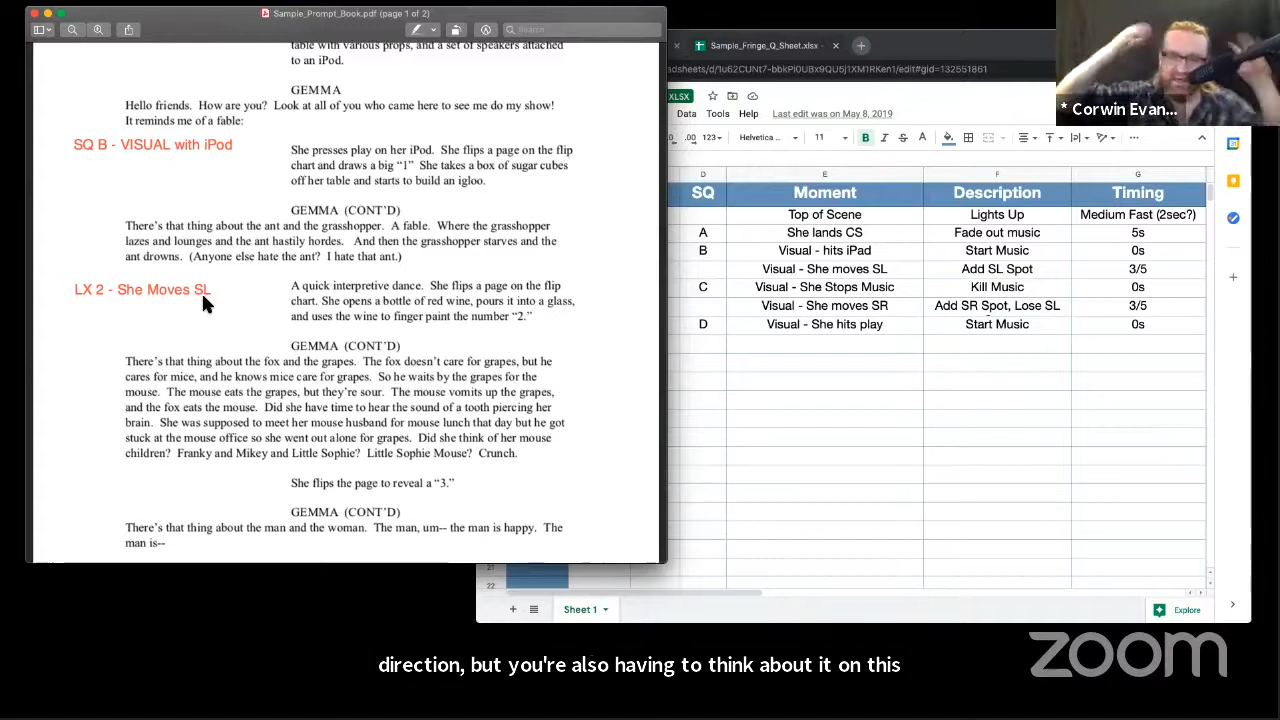 Sample_Prompt_Book.pdf (page 1 of 2)
Search
table with various props, and a set of speakers attached
to an iPod.
GEMMA
Hello friends.  How are you?  Look at all of you who came here to see me do my show!
It reminds me of a fable:
SQ B - VISUAL with iPod
She presses play on her iPod.  She flips a page on the flip
chart and draws a big “1”  She takes a box of sugar cubes
off her table and starts to build an igloo.
GEMMA (CONT'D)
There's that thing about the ant and the grasshopper.  A fable.  Where the grasshopper
lazes and lounges and the ant hastily hordes.   And then the grasshopper starves and the
ant drowns.  (Anyone else hate the ant?  I hate that ant.)
LX 2 - She Moves SL
A quick interpretive dance.  She flips a page on the flip
chart.  She opens a bottle of red wine, pours it into a glass,
and uses the wine to finger paint the number “2.”
GEMMA (CONT'D)
There's that thing about the fox and the grapes.  The fox doesn't care for grapes, but he
cares for mice, and he knows mice care for grapes.  So he waits by the grapes for the
mouse.  The mouse eats the grapes, but they're sour.  The mouse vomits up the grapes,
and the fox eats the mouse.  Did she have time to hear the sound of a tooth piercing her
brain.  She was supposed to meet her mouse husband for mouse lunch that day but he got
stuck at the mouse office so she went out alone for grapes.  Did she think of her mouse
children?  Franky and Mikey and Little Sophie?  Little Sophie Mouse?  Crunch.
She flips the page to reveal a “3.”
GEMMA (CONT'D)
There's that thing about the man and the woman.  The man, um-- the man is happy.  The
man is--
Sample_Fringe_Q_Sheet.xlsx -
adsheets/d/1u62CUNt7-bbkPl0UBx9QU5j1XM1RKen1/edit#gid=132551861
XLSX
Data Tools Help Last edit was on May 8, 2019
.00 123 Helvetica ... 11 B I S A
D E F G
SQ Moment Description Timing
Top of Scene Lights Up Medium Fast (2sec?)
A She lands CS Fade out music 5s
B Visual - hits iPad Start Music 0s
Visual - She moves SL Add SL Spot 3/5
C Visual - She Stops Music Kill Music 0s
Visual - She moves SR Add SR Spot, Lose SL 3/5
D Visual - She hits play Start Music 0s
21
22
Sheet 1
Explore
* Corwin Evan...
direction, but you're also having to think about it on this
zoom